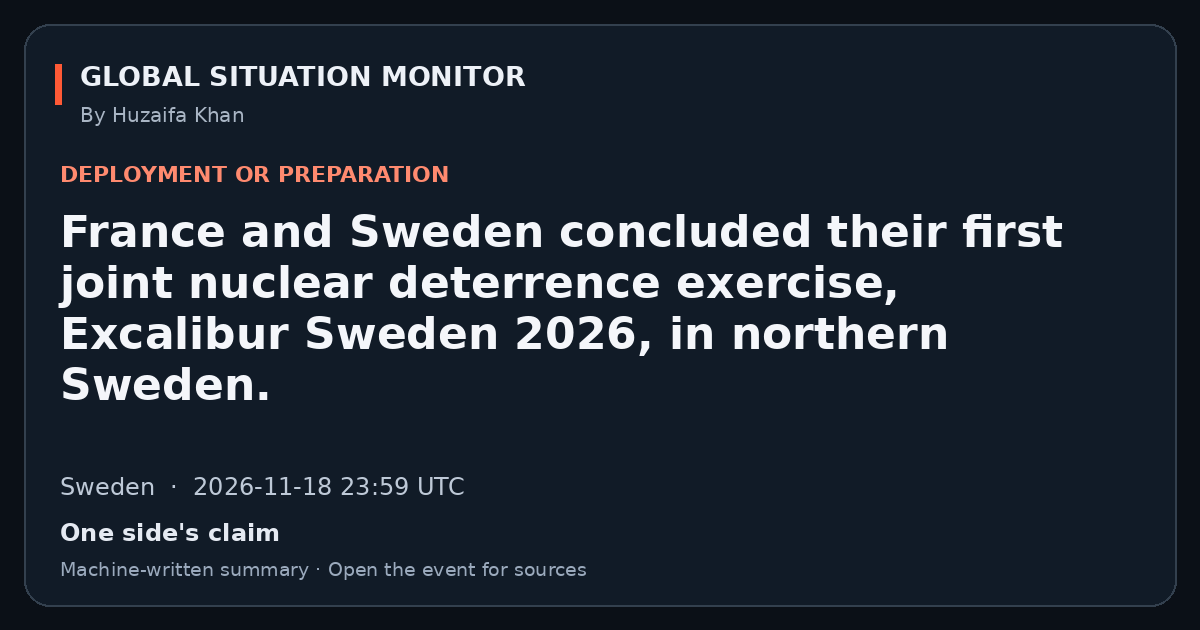 GLOBAL SITUATION MONITOR
By Huzaifa Khan
DEPLOYMENT OR PREPARATION
France and Sweden concluded their first
joint nuclear deterrence exercise,
Excalibur Sweden 2026, in northern
Sweden.
Sweden · 2026-11-18 23:59 UTC
One side's claim
Machine-written summary · Open the event for sources